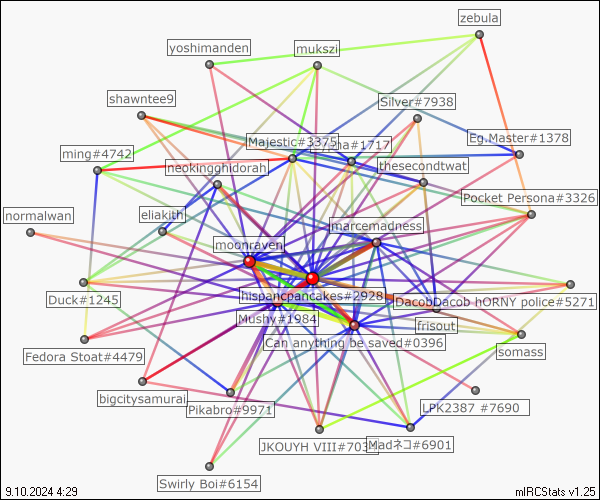 zebula
yoshimanden
mukszi
shawntee9
Silver#7938
Eg.Master#1378
Majestic#3375
#1717
ming#4742
neokingghidorah
thesecondtwat
Pocket Persona#3326
normalwan
eliakith
marcemadness
moonraven
Duck#1245
hispancpancakes#2928
DacobDacob hORNY police#5271
Mushy#1984
frisout
Can anything be saved#0396
somass
Fedora Stoat#4479
bigcitysamurai
Pikabro#9971
LPK2387 #7690
JKOUYH VIII#703
Madネコ#6901
Swirly Boi#6154
9.10.2024 4:29
mIRCStats v1.25